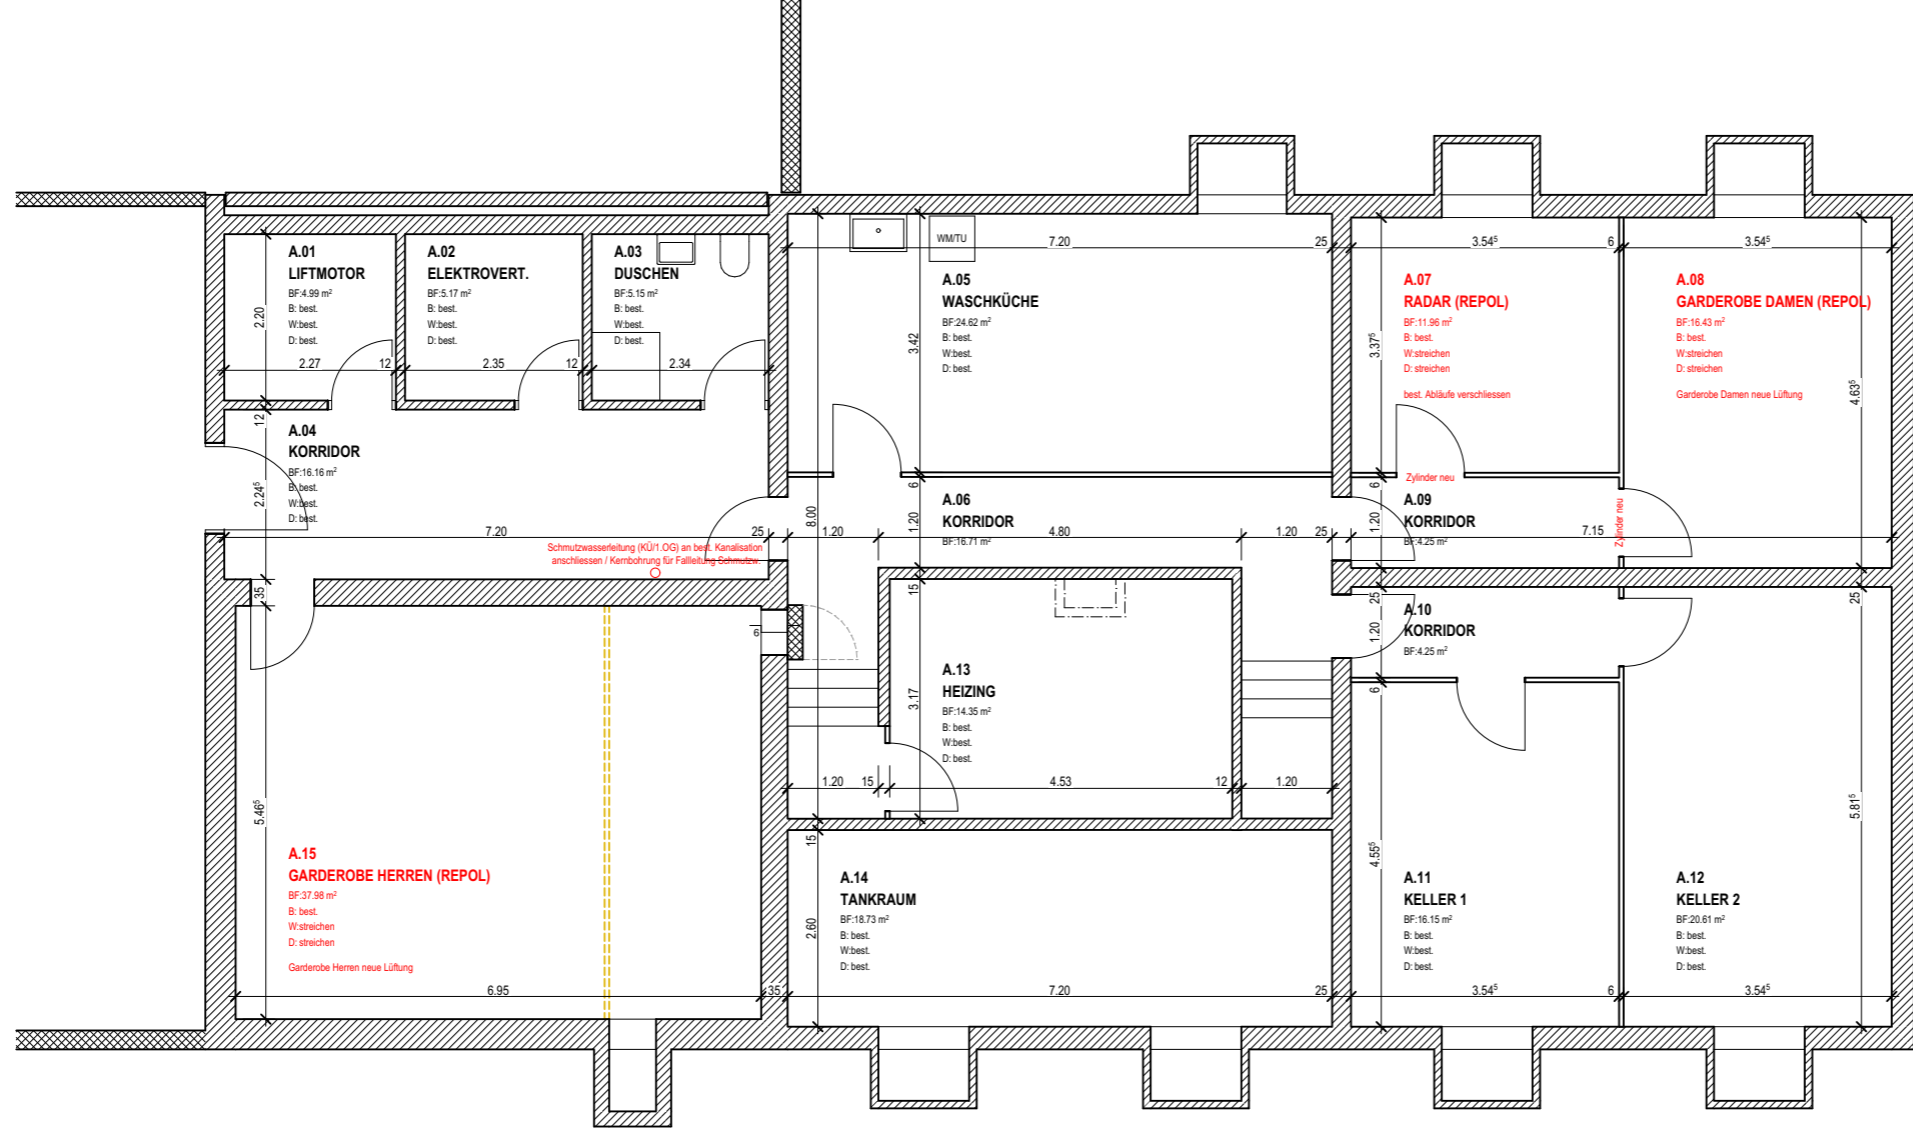 A.01
LIFTMOTOR
BF:4.99 m²
B: best.
W:best.
D: best.
2.20
2.27
12
A.02
ELEKTROVERT.
BF:5.17 m²
B: best.
W:best.
D: best.
2.35
12
A.03
DUSCHEN
BF:5.15 m²
B: best.
W:best.
D: best.
2.34
A.04
KORRIDOR
BF:16.16 m²
B: best.
W:best.
D: best.
12
2.24⁵
7.20
25
35
Schmutzwasserleitung (KÜ/1.OG) an best. Kanalisation
anschliessen / Kernbohrung für Fallleitung Schmutzw.
WM/TU
7.20
25
A.05
WASCHKÜCHE
BF:24.62 m²
B: best.
W:best.
D: best.
3.42
8.00
6
1.20
A.06
KORRIDOR
BF:16.71 m²
1.20
4.80
1.20
25
3.54⁵
6
3.54⁵
A.07
RADAR (REPOL)
BF:11.96 m²
B: best.
W:streichen
D: streichen
best. Abläufe verschliessen
3.37⁵
A.08
GARDEROBE DAMEN (REPOL)
BF:16.43 m²
B: best.
W:streichen
D: streichen
Garderobe Damen neue Lüftung
4.63⁵
Zylinder neu
Zylinder neu
6
1.20
A.09
KORRIDOR
BF:4.25 m²
7.15
25
25
1.20
A.10
KORRIDOR
BF:4.25 m²
6
6
15
3.17
A.13
HEIZING
BF:14.35 m²
B: best.
W:best.
D: best.
1.20
15
4.53
12
1.20
5.46⁵
A.15
GARDEROBE HERREN (REPOL)
BF:37.98 m²
B: best.
W:streichen
D: streichen
Garderobe Herren neue Lüftung
6.95
35
15
2.60
A.14
TANKRAUM
BF:18.73 m²
B: best.
W:best.
D: best.
7.20
25
4.55⁵
A.11
KELLER 1
BF:16.15 m²
B: best.
W:best.
D: best.
3.54⁵
6
5.81⁵
A.12
KELLER 2
BF:20.61 m²
B: best.
W:best.
D: best.
3.54⁵